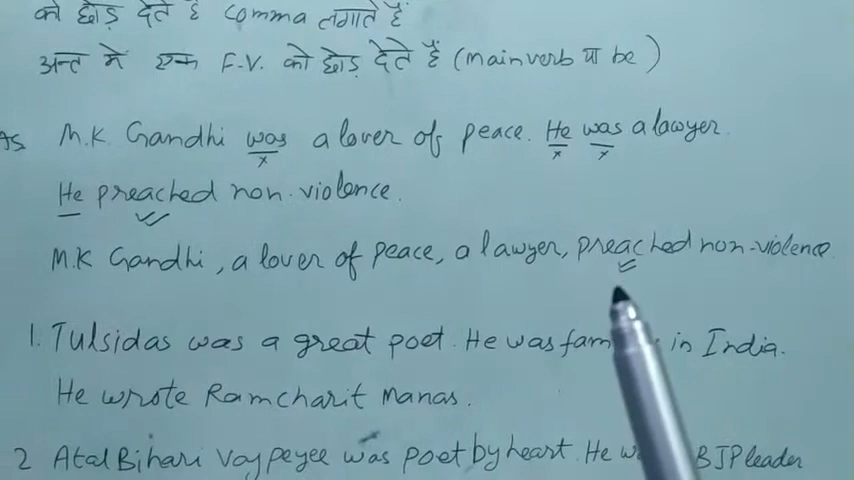 को छोड़ देते हैं comma लगाते हैं
अन्त में एक F.V. को छोड़ देते हैं (main verb या be)
As M.K. Gandhi was a lover of peace. He was a lawyer.
He preached non-violence.
M.K Gandhi, a lover of peace, a lawyer, preached non-violence.
1. Tulsidas was a great poet. He was in India.
He wrote Ramcharit Manas.
2 Atal Bihari Vajpeyee was poet by heart. He BJP leader